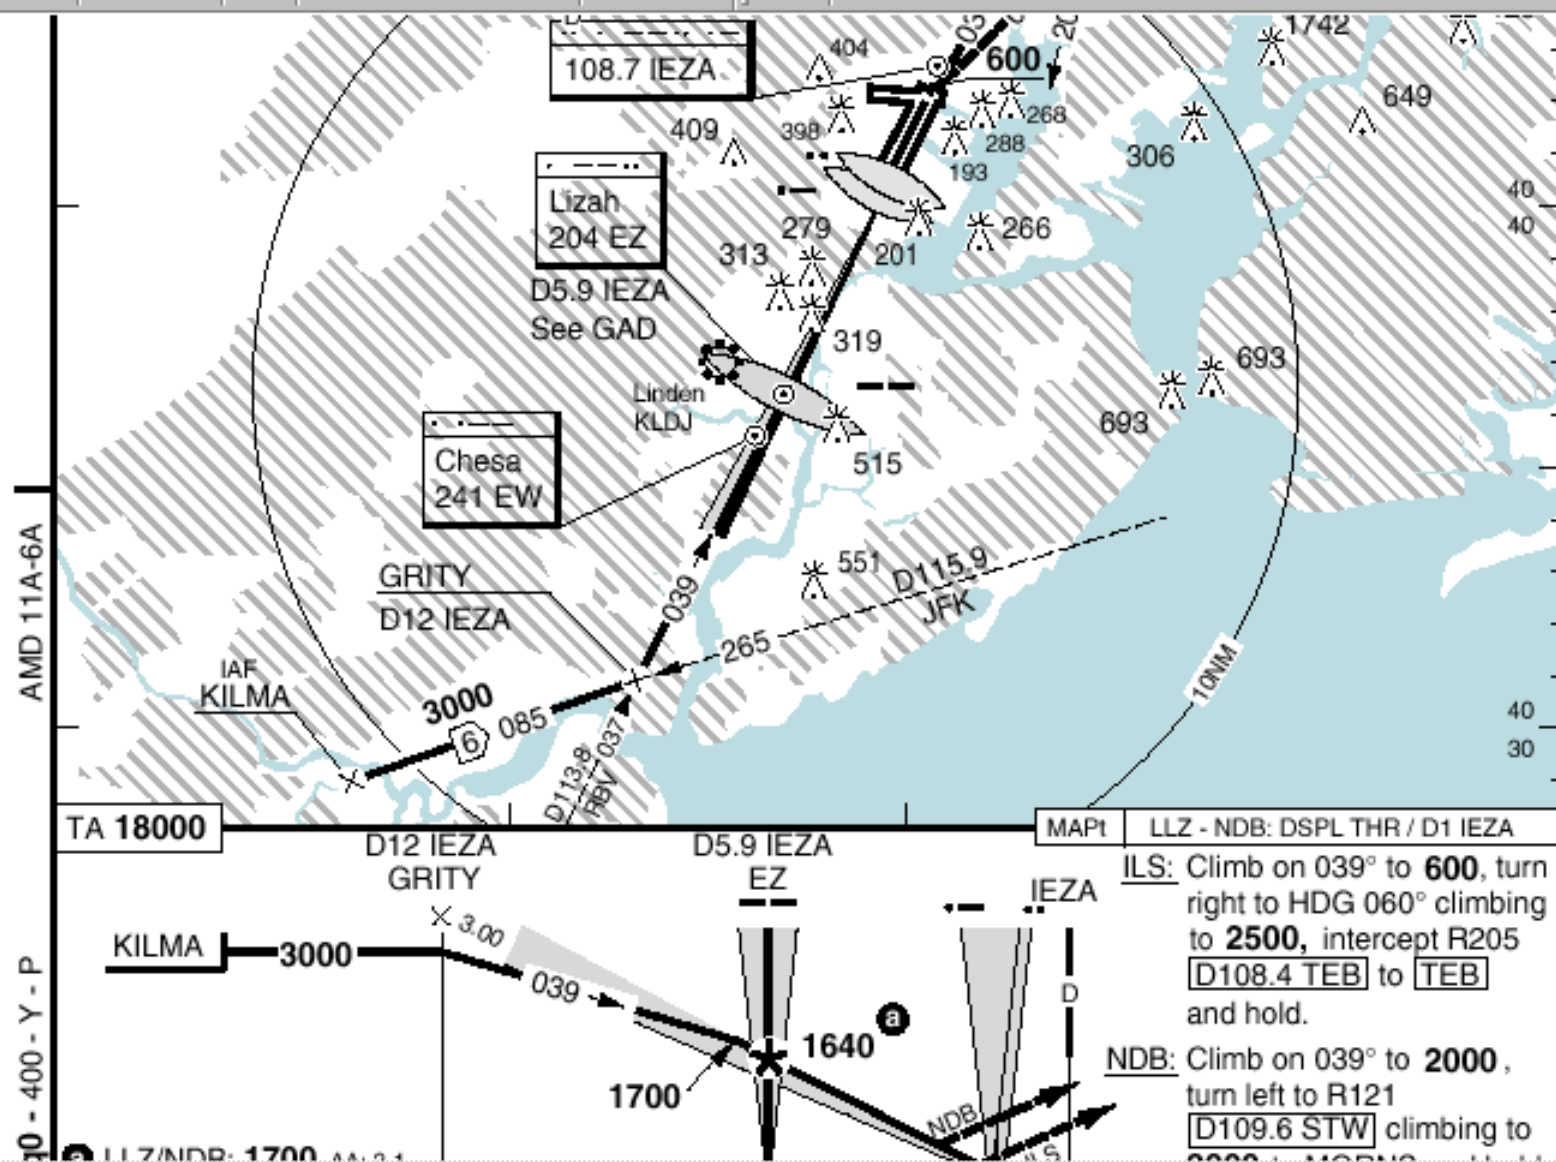 404
1742
108.7 IEZA
600
649
398
268
409
288
306
193
Lizah
204 EZ
40
279
266
40
313
201
D5.9 IEZA
See GAD
319
693
Linden
KLDJ
693
Chesa
241 EW
515
AMD 11A-6A
551
D115.9
JFK
GRITY
D12 IEZA
039
265
IAF
KILMA
10NM
3000
085
6
D113.8
RBV
037
40
30
TA 18000
D12 IEZA
GRITY
D5.9 IEZA
EZ
MAPt
LLZ - NDB: DSPL THR / D1 IEZA
IEZA
ILS: Climb on 039° to 600, turn
right to HDG 060° climbing
to 2500, intercept R205
D108.4 TEB to TEB
and hold.
KILMA
3000
3.00
039
D
a
1640
1700
NDB
ILS
NDB: Climb on 039° to 2000,
turn left to R121
D109.6 STW climbing to
0 - 400 - Y - P
a LLZ/NDB: 1700